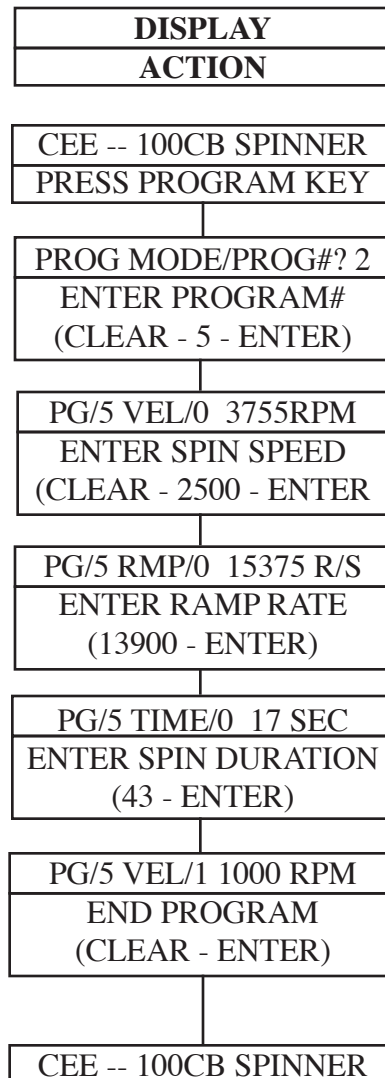 DISPLAY
ACTION
CEE -- 100CB SPINNER
PRESS PROGRAM KEY
PROG MODE/PROG#? 2
ENTER PROGRAM#
(CLEAR - 5 - ENTER)
PG/5 VEL/0 3755RPM
ENTER SPIN SPEED
(CLEAR - 2500 - ENTER
PG/5 RMP/0 15375 R/S
ENTER RAMP RATE
(13900 - ENTER)
PG/5 TIME/0 17 SEC
ENTER SPIN DURATION
(43 - ENTER)
PG/5 VEL/1 1000 RPM
END PROGRAM
(CLEAR - ENTER)
CEE -- 100CB SPINNER